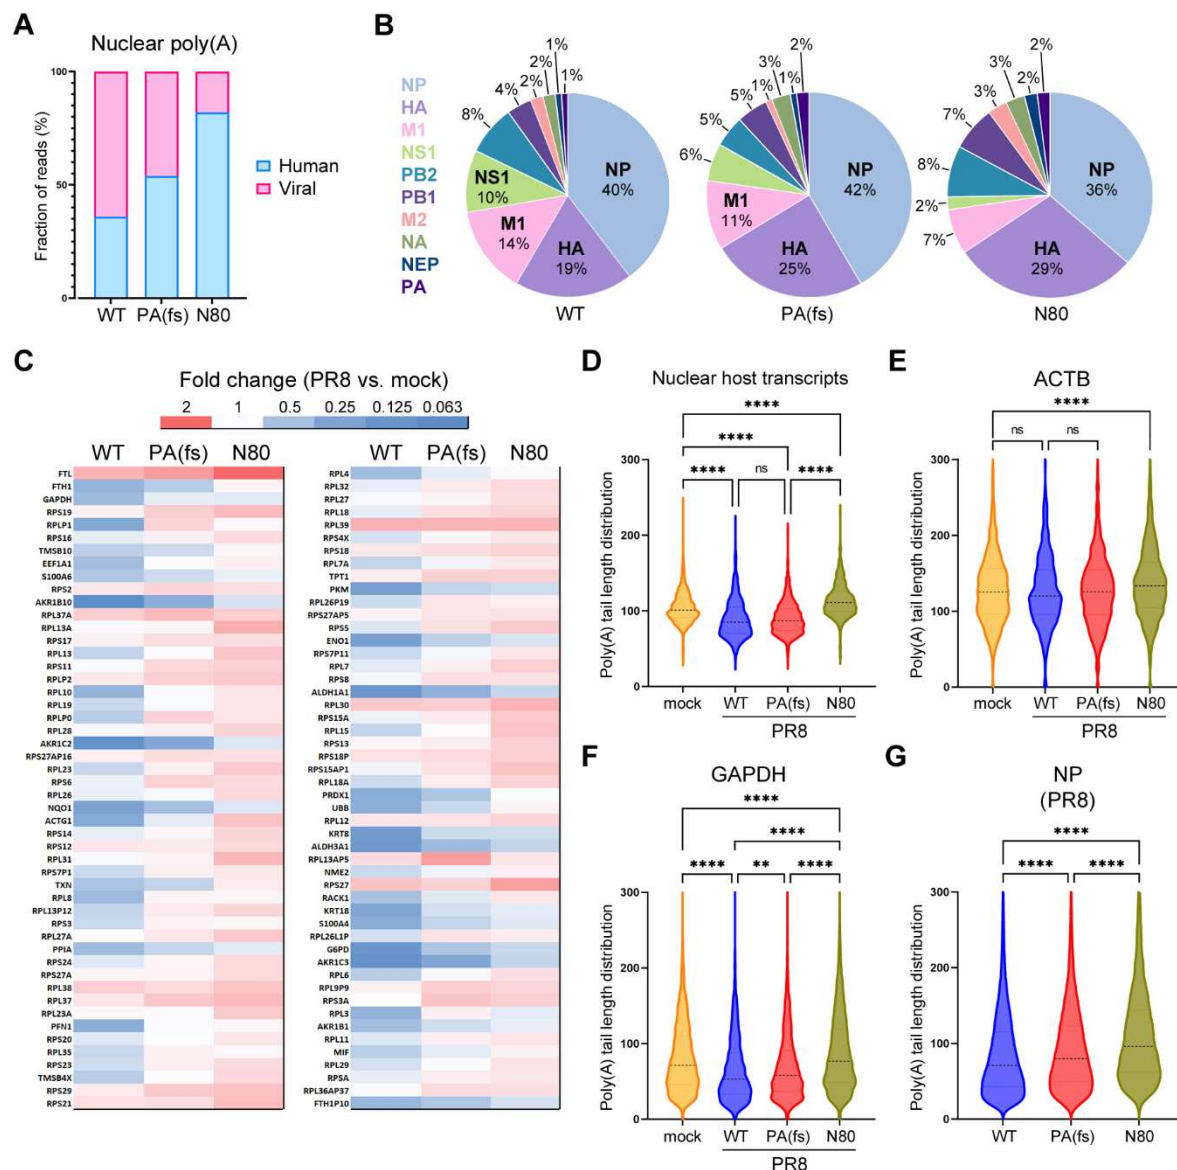 A
Nuclear poly(A)
Fraction of reads (%)
100
50
0
WT PA(fs) N80
Human
Viral
B
NP
HA
M1
NS1
PB2
PB1
M2
NA
NEP
PA
NP
40%
HA
19%
M1
14%
NS1
10%
8%
4%
2%
2%
1%
1%
WT
NP
42%
HA
25%
M1
11%
6%
5%
5%
1%
3%
1%
2%
PA(fs)
NP
36%
HA
29%
7%
2%
8%
7%
3%
3%
2%
2%
N80
C
Fold change (PR8 vs. mock)
2 1 0.5 0.25 0.125 0.063
WT PA(fs) N80
FTL
FTH1
GAPDH
RPS19
RPLP1
RPS16
TMSB10
EEF1A1
S100A6
RPS2
AKR1B10
RPL37A
RPL13A
RPS17
RPL13
RPS11
RPLP2
RPL10
RPL19
RPLP0
RPL28
AKR1C2
RPS27AP16
RPL23
RPS6
RPL26
NQO1
ACTG1
RPS14
RPS12
RPL31
RPS7P1
TXN
RPL8
RPL13P12
RPS3
RPL27A
PPIA
RPS24
RPS27A
RPL38
RPL37
RPL23A
PFN1
RPS20
RPL35
RPS23
TMSB4X
RPS29
RPS21
WT PA(fs) N80
RPL4
RPL32
RPL27
RPL18
RPL39
RPS4X
RPS18
RPL7A
TPT1
PKM
RPL26P19
RPS27AP5
RPS5
ENO1
RPS7P11
RPL7
RPS8
ALDH1A1
RPL30
RPS15A
RPL15
RPS13
RPS18P
RPS15AP1
RPL18A
PRDX1
UBB
RPL12
KRT8
ALDH3A1
RPL13AP5
NME2
RPS27
RACK1
KRT18
S100A4
RPL26L1P
G6PD
AKR1C3
RPL6
RPL9P9
RPS3A
RPL3
AKR1B1
RPL11
MIF
RPL29
RPSA
RPL36AP37
FTH1P10
D
Nuclear host transcripts
****
****
**** ns ****
Poly(A) tail length distribution
300
200
100
0
mock WT PA(fs) N80
PR8
E
ACTB
****
ns ns
Poly(A) tail length distribution
300
200
100
0
mock WT PA(fs) N80
PR8
F
GAPDH
****
****
**** ** ****
Poly(A) tail length distribution
300
200
100
0
mock WT PA(fs) N80
PR8
G
NP
(PR8)
****
**** ****
Poly(A) tail length distribution
300
200
100
0
WT PA(fs) N80